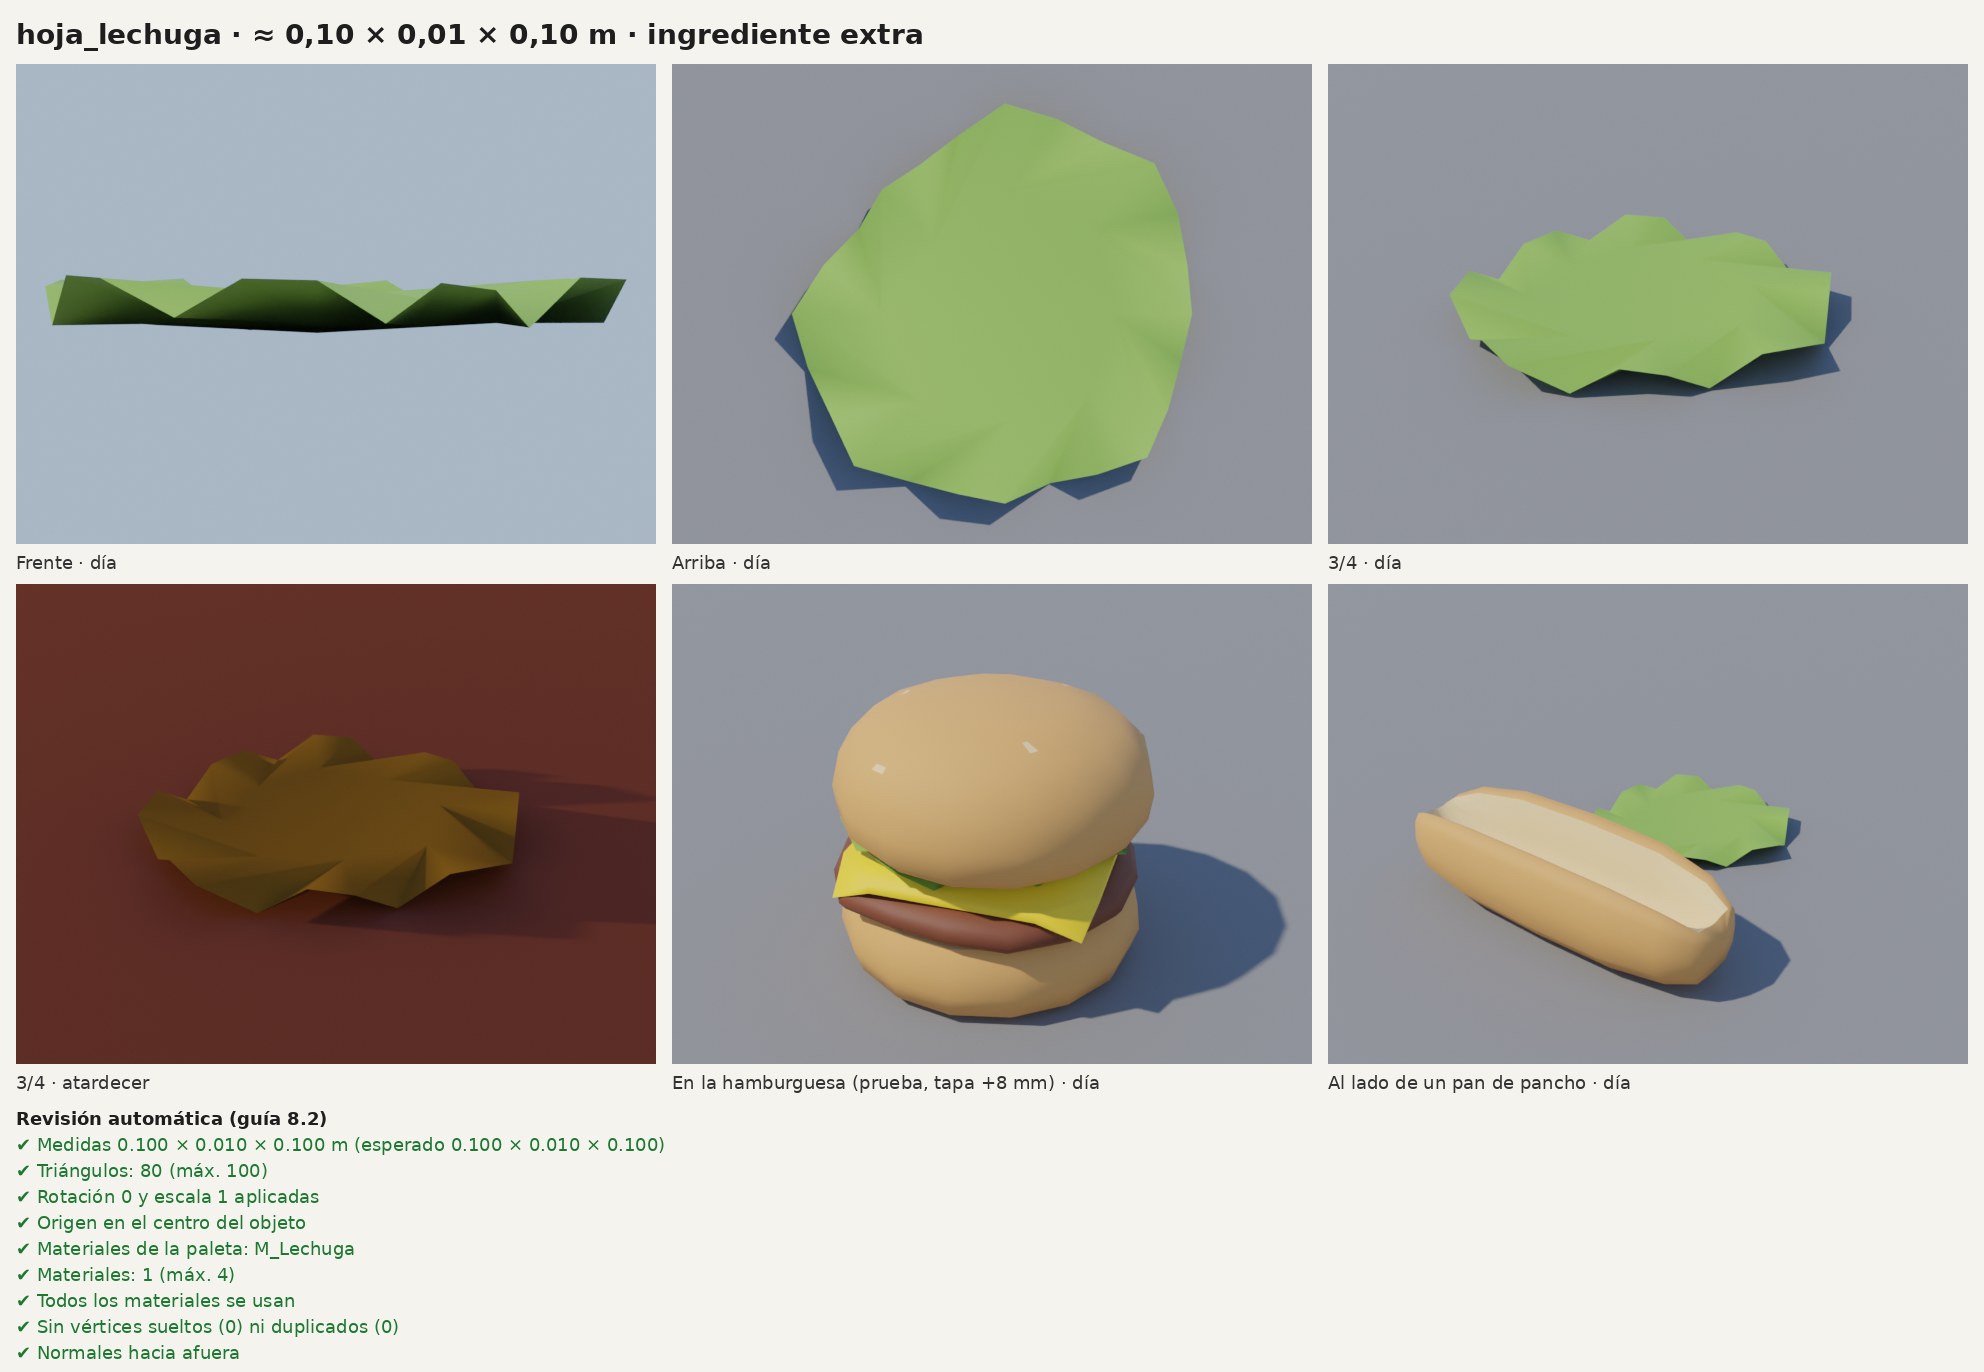 hoja_lechuga · ≈ 0,10 × 0,01 × 0,10 m · ingrediente extra
Frente · día
Arriba · día
3/4 · día
3/4 · atardecer
En la hamburguesa (prueba, tapa +8 mm) · día
Al lado de un pan de pancho · día
Revisión automática (guía 8.2)
✔ Medidas 0.100 × 0.010 × 0.100 m (esperado 0.100 × 0.010 × 0.100)
✔ Triángulos: 80 (máx. 100)
✔ Rotación 0 y escala 1 aplicadas
✔ Origen en el centro del objeto
✔ Materiales de la paleta: M_Lechuga
✔ Materiales: 1 (máx. 4)
✔ Todos los materiales se usan
✔ Sin vértices sueltos (0) ni duplicados (0)
✔ Normales hacia afuera